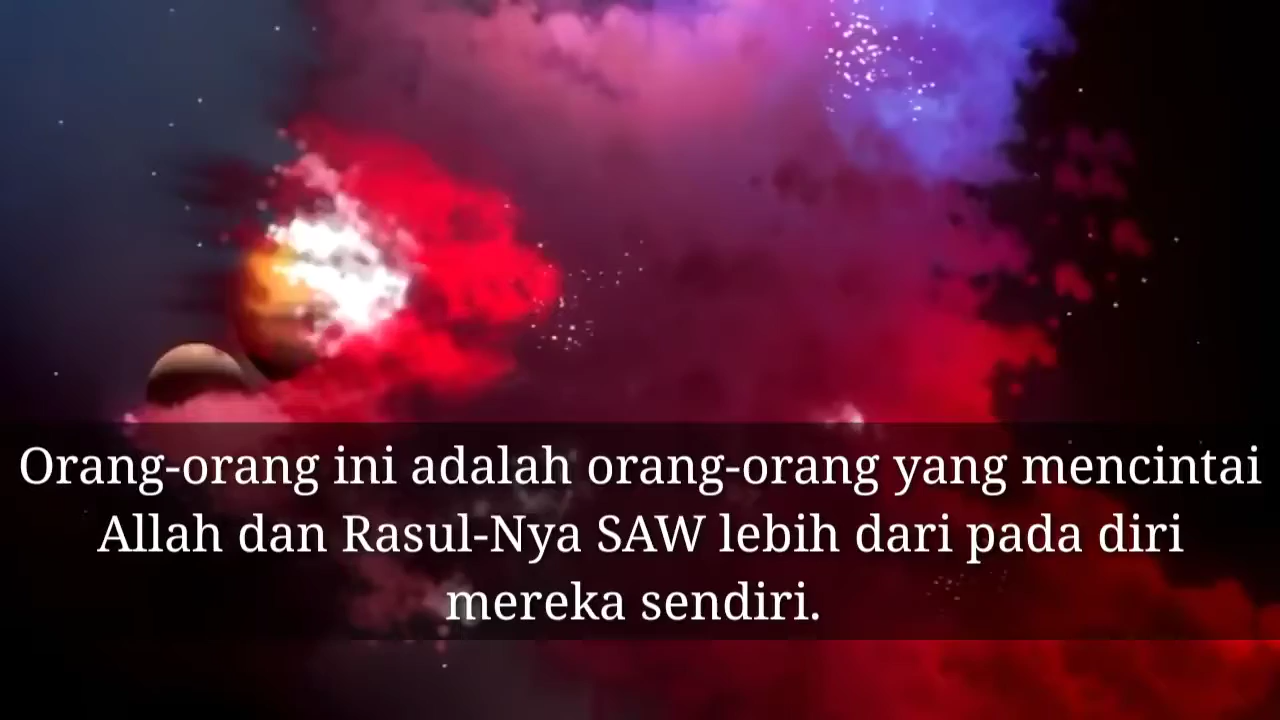 Orang-orang ini adalah orang-orang yang mencintai
Allah dan Rasul-Nya SAW lebih dari pada diri
mereka sendiri.